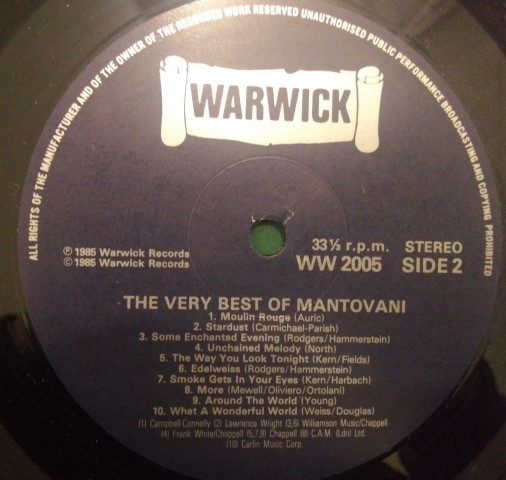 ALL RIGHTS OF THE MANUFACTURER AND OF THE OWNER OF THE RECORDED WORK RESERVED UNAUTHORISED PUBLIC PERFORMANCE BROADCASTING AND COPYING PROHIBITED
WARWICK
℗ 1985 Warwick Records
© 1985 Warwick Records
33⅓ r.p.m. STEREO
WW 2005 SIDE 2
THE VERY BEST OF MANTOVANI
1. Moulin Rouge (Auric)
2. Stardust (Carmichael-Parish)
3. Some Enchanted Evening (Rodgers/Hammerstein)
4. Unchained Melody (North)
5. The Way You Look Tonight (Kern/Fields)
6. Edelweiss (Rodgers/Hammerstein)
7. Smoke Gets In Your Eyes (Kern/Harbach)
8. More (Mewell/Oliviero/Ortolani)
9. Around The World (Young)
10. What A Wonderful World (Weiss/Douglas)
(1) Campbell-Connelly (2) Lawrence Wright (3,6) Williamson Music/Chappell
(4) Frank White/Chappell (5,7,9) Chappell (8) C.A.M. (Ldn) Ltd.
(10) Carlin Music Corp.